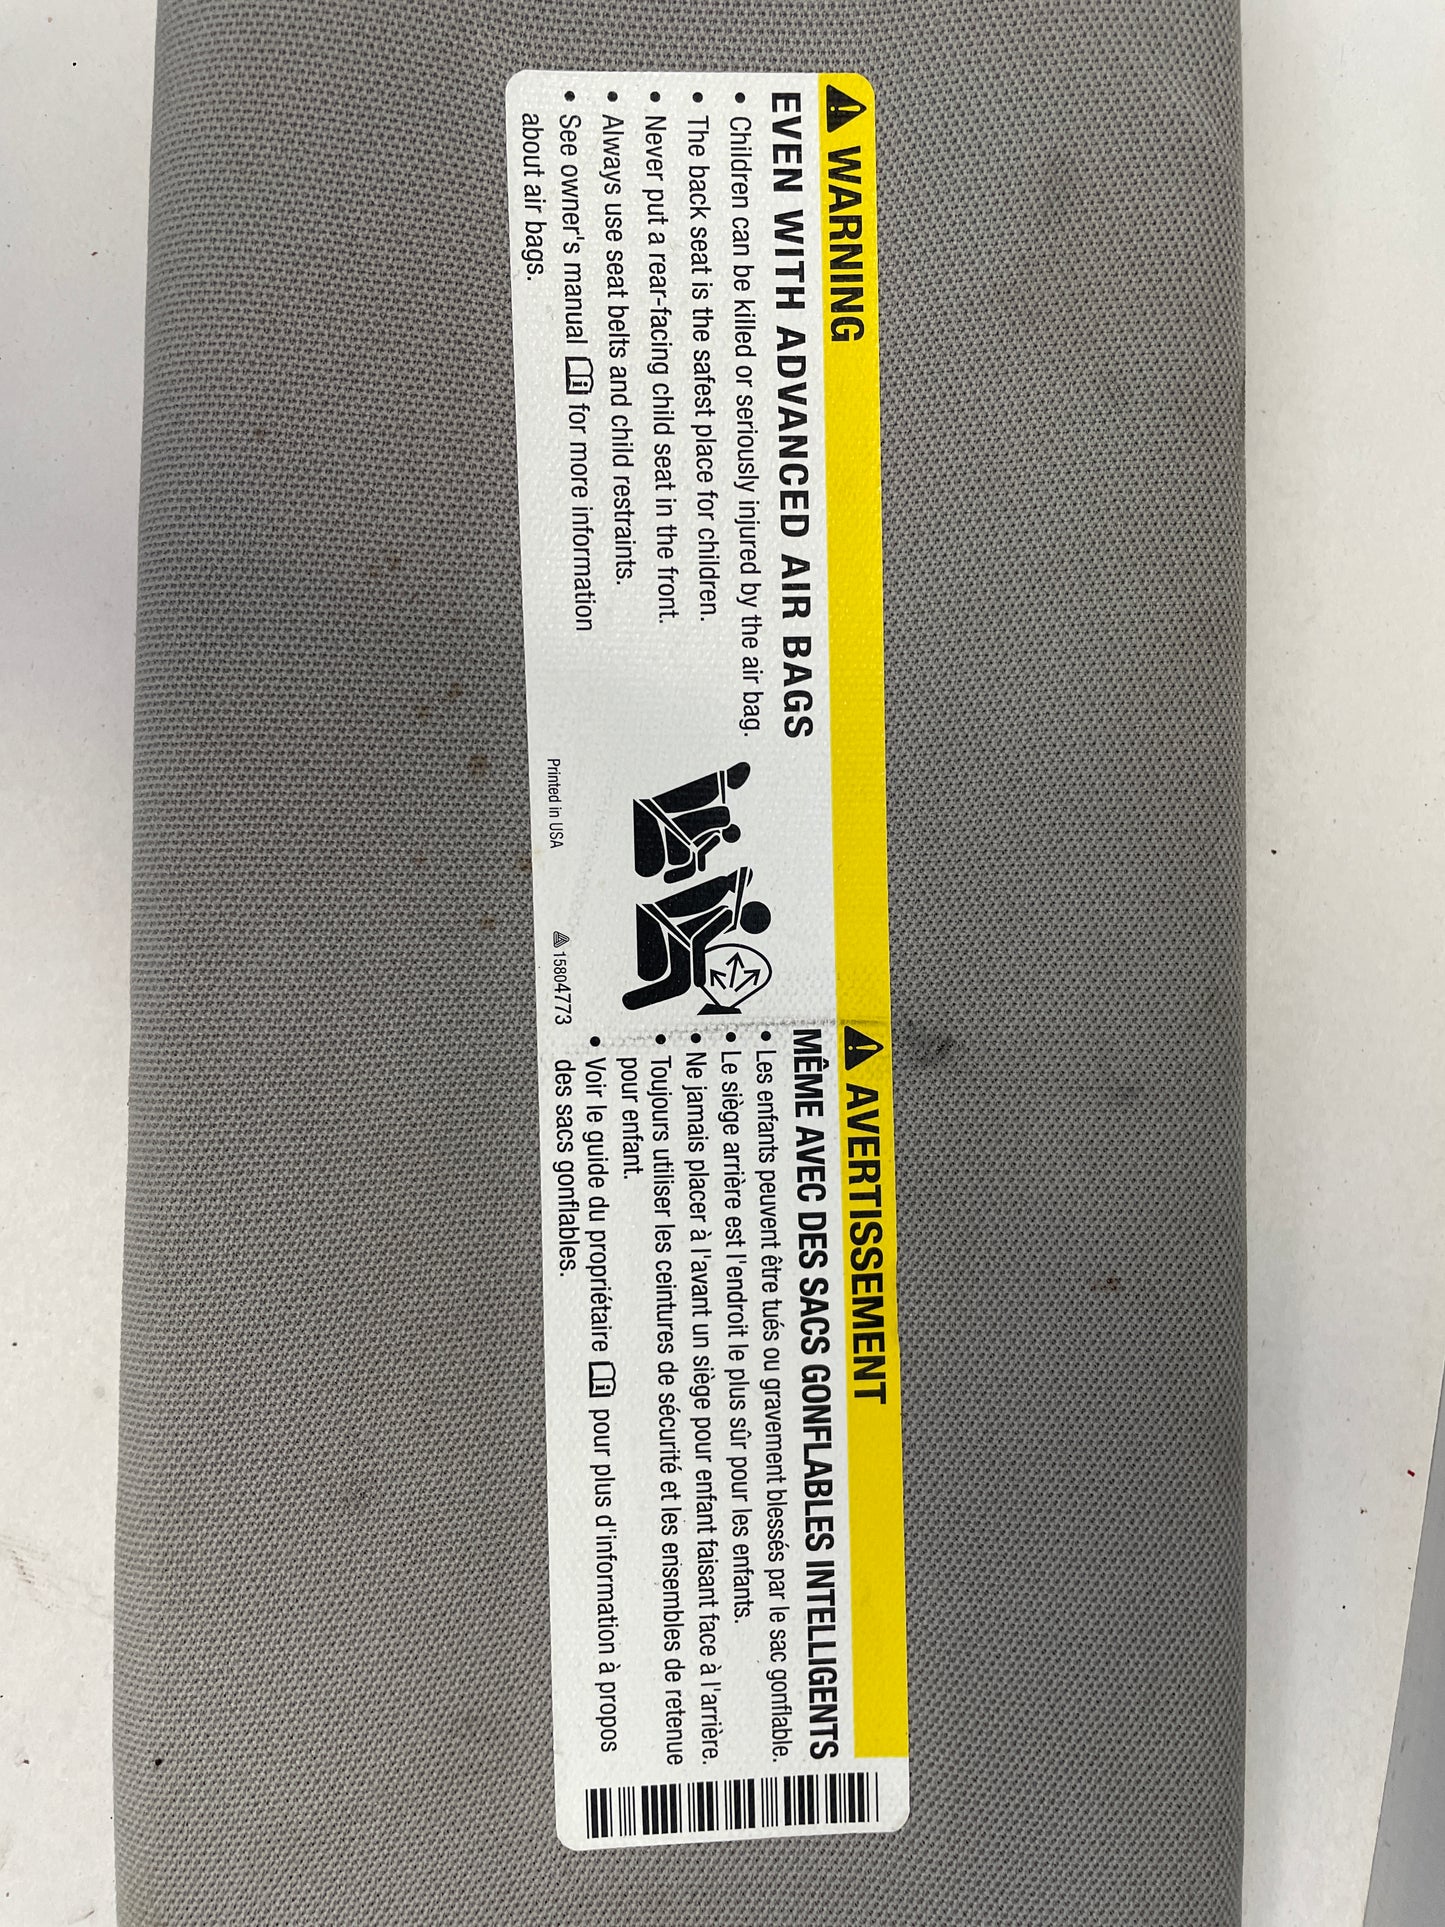 WARNING
EVEN WITH ADVANCED AIR BAGS
• Children can be killed or seriously injured by the air bag.
• The back seat is the safest place for children.
• Never put a rear-facing child seat in the front.
• Always use seat belts and child restraints.
• See owner's manual for more information
about air bags.
Printed in USA
15804773
AVERTISSEMENT
MÊME AVEC DES SACS GONFLABLES INTELLIGENTS
• Les enfants peuvent être tués ou gravement blessés par le sac gonflable.
• Le siège arrière est l'endroit le plus sûr pour les enfants.
• Ne jamais placer à l'avant un siège pour enfant faisant face à l'arrière.
• Toujours utiliser les ceintures de sécurité et les ensembles de retenue
pour enfant.
• Voir le guide du propriétaire pour plus d'information à propos
des sacs gonflables.